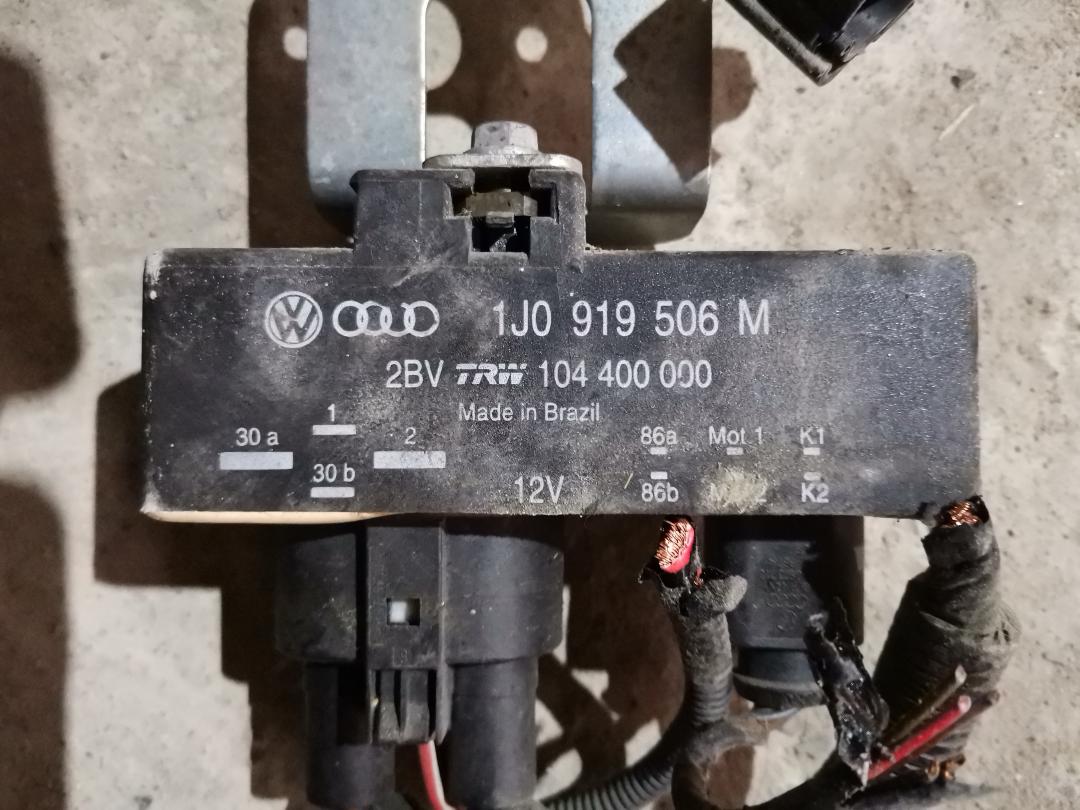 1J0 919 506 M
2BV TRW 104 400 000
Made in Brazil
30 a 1 2 86a Mot 1 K1
30 b 12V 86b K2